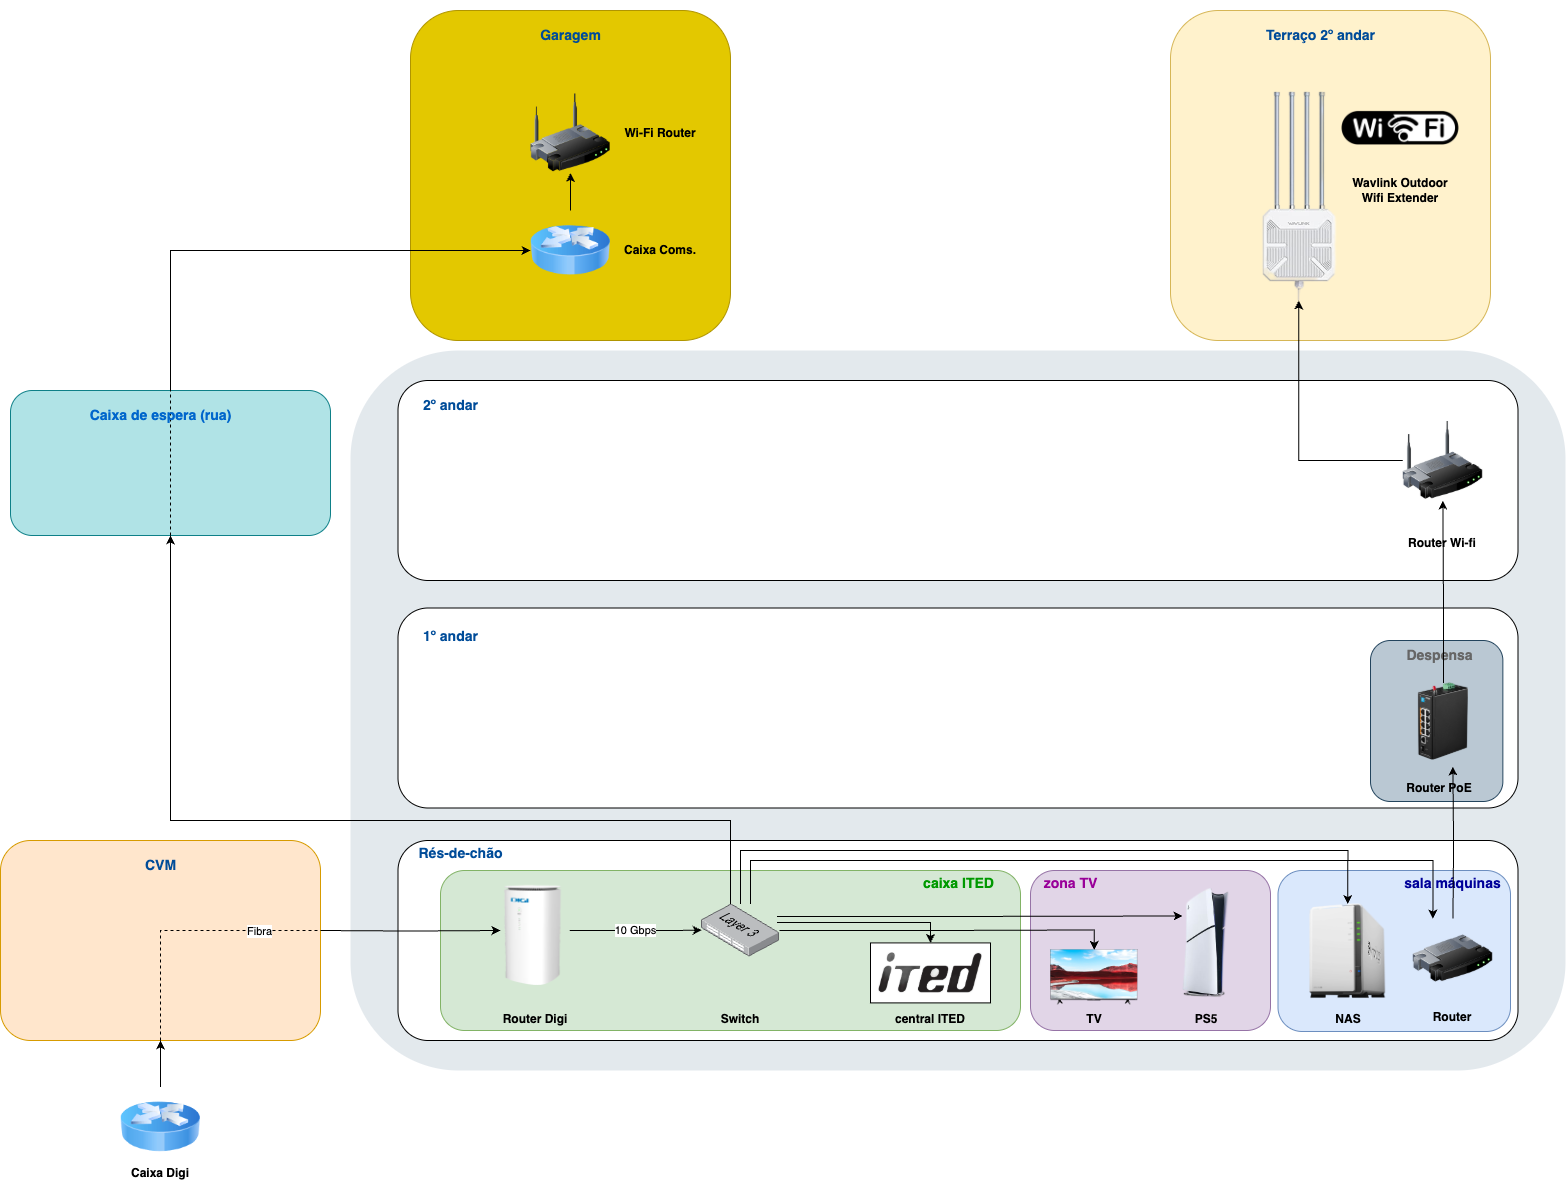 Garagem
Wi-Fi Router
Caixa Coms.
Terraço 2º andar
Wi Fi
Wavlink Outdoor
Wifi Extender
WAVLINK
Caixa de espera (rua)
2º andar
Router Wi-fi
1º andar
Despensa
Router PoE
CVM
Fibra
Rés-de-chão
caixa ITED
zona TV
sala máquinas
DIGI
10 Gbps
Layer 3
iTED
Router Digi
Switch
central ITED
TV
PS5
NAS
Router
Caixa Digi